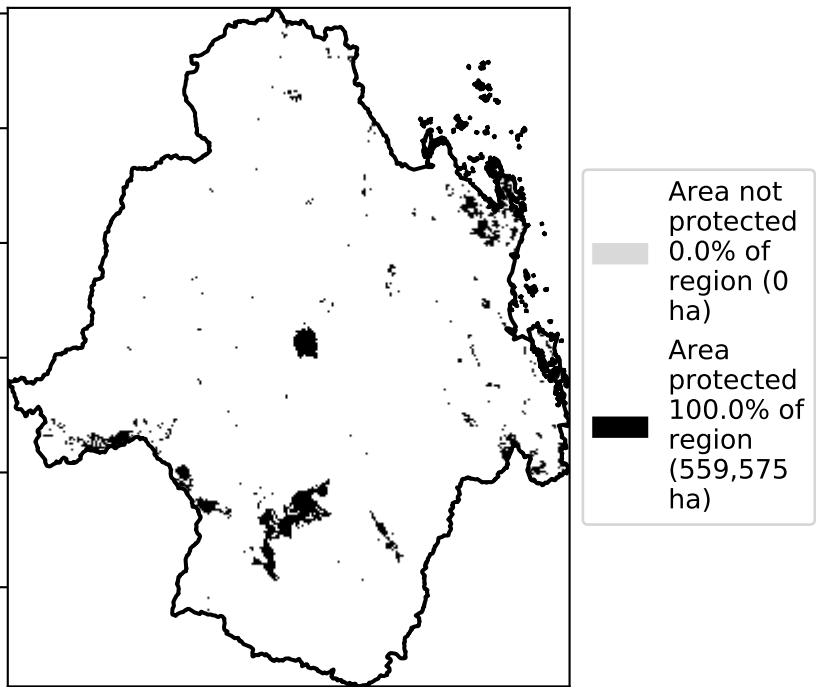 Area not
protected
0.0% of
region (0
ha)
Area
protected
100.0% of
region
(559,575
ha)